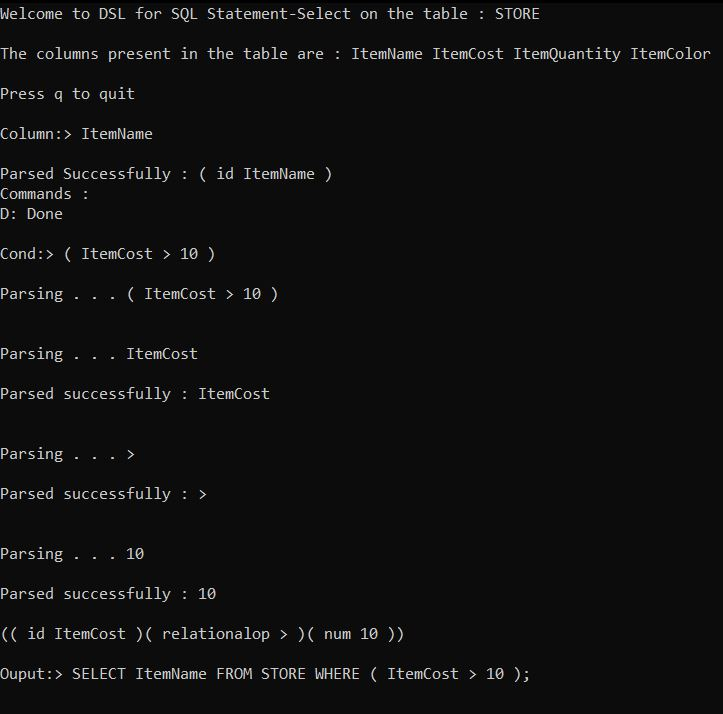 Welcome to DSL for SQL Statement-Select on the table : STORE
The columns present in the table are : ItemName ItemCost ItemQuantity ItemColor
Press q to quit
Column:> ItemName
Parsed Successfully : ( id ItemName )
Commands :
D: Done
Cond:> ( ItemCost > 10 )
Parsing . . . ( ItemCost > 10 )
Parsing . . . ItemCost
Parsed successfully : ItemCost
Parsing . . . >
Parsed successfully : >
Parsing . . . 10
Parsed successfully : 10
(( id ItemCost )( relationalop > )( num 10 ))
Ouput:> SELECT ItemName FROM STORE WHERE ( ItemCost > 10 );